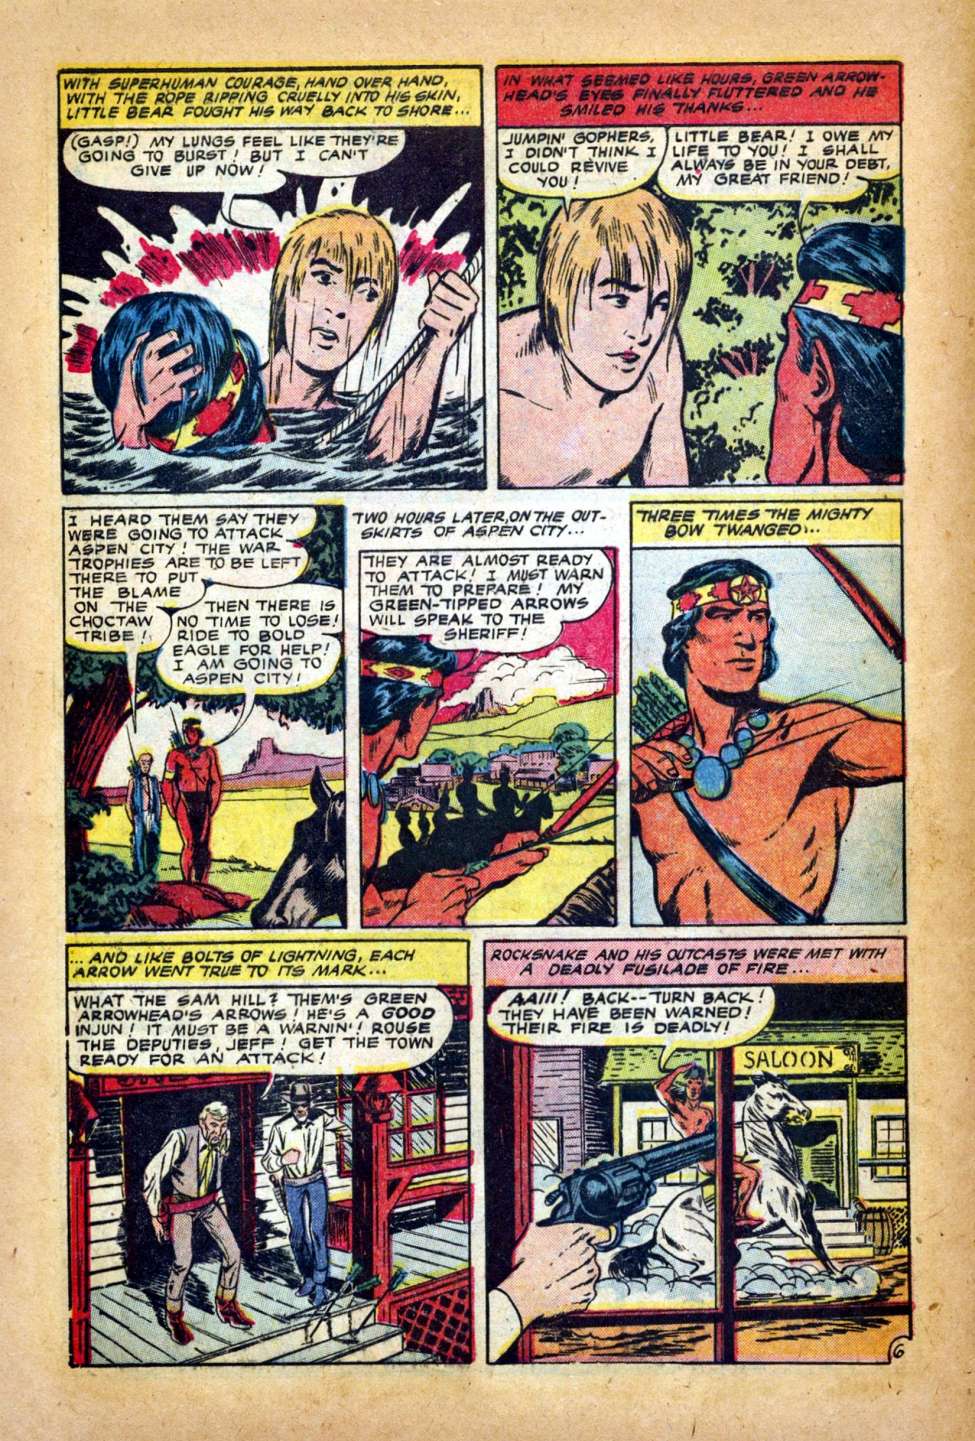 WITH SUPERHUMAN COURAGE, HAND OVER HAND,
WITH THE ROPE RIPPING CRUELLY INTO HIS SKIN,
LITTLE BEAR FOUGHT HIS WAY BACK TO SHORE...
(GASP!) MY LUNGS FEEL LIKE THEY'RE
GOING TO BURST! BUT I CAN'T
GIVE UP NOW!
IN WHAT SEEMED LIKE HOURS, GREEN ARROW-
HEAD'S EYES FINALLY FLUTTERED AND HE
SMILED HIS THANKS...
JUMPIN' GOPHERS,
I DIDN'T THINK I
COULD REVIVE
YOU!
LITTLE BEAR! I OWE MY
LIFE TO YOU! I SHALL
ALWAYS BE IN YOUR DEBT,
MY GREAT FRIEND!
I HEARD THEM SAY THEY
WERE GOING TO ATTACK
ASPEN CITY! THE WAR
TROPHIES ARE TO BE LEFT
THERE TO PUT
THE BLAME
ON THE
CHOCTAW
TRIBE!
THEN THERE IS
NO TIME TO LOSE!
RIDE TO BOLD
EAGLE FOR HELP!
I AM GOING TO
ASPEN CITY!
TWO HOURS LATER, ON THE OUT-
SKIRTS OF ASPEN CITY...
THEY ARE ALMOST READY
TO ATTACK! I MUST WARN
THEM TO PREPARE! MY
GREEN-TIPPED ARROWS
WILL SPEAK TO THE
SHERIFF!
THREE TIMES THE MIGHTY
BOW TWANGED...
... AND LIKE BOLTS OF LIGHTNING, EACH
ARROW WENT TRUE TO ITS MARK...
WHAT THE SAM HILL? THEM'S GREEN
ARROWHEAD'S ARROWS! HE'S A GOOD
INJUN! IT MUST BE A WARNIN'! ROUSE
THE DEPUTIES, JEFF! GET THE TOWN
READY FOR AN ATTACK!
ROCKSNAKE AND HIS OUTCASTS WERE MET WITH
A DEADLY FUSILADE OF FIRE...
AAIII! BACK--TURN BACK!
THEY HAVE BEEN WARNED!
THEIR FIRE IS DEADLY!
SALOON
6